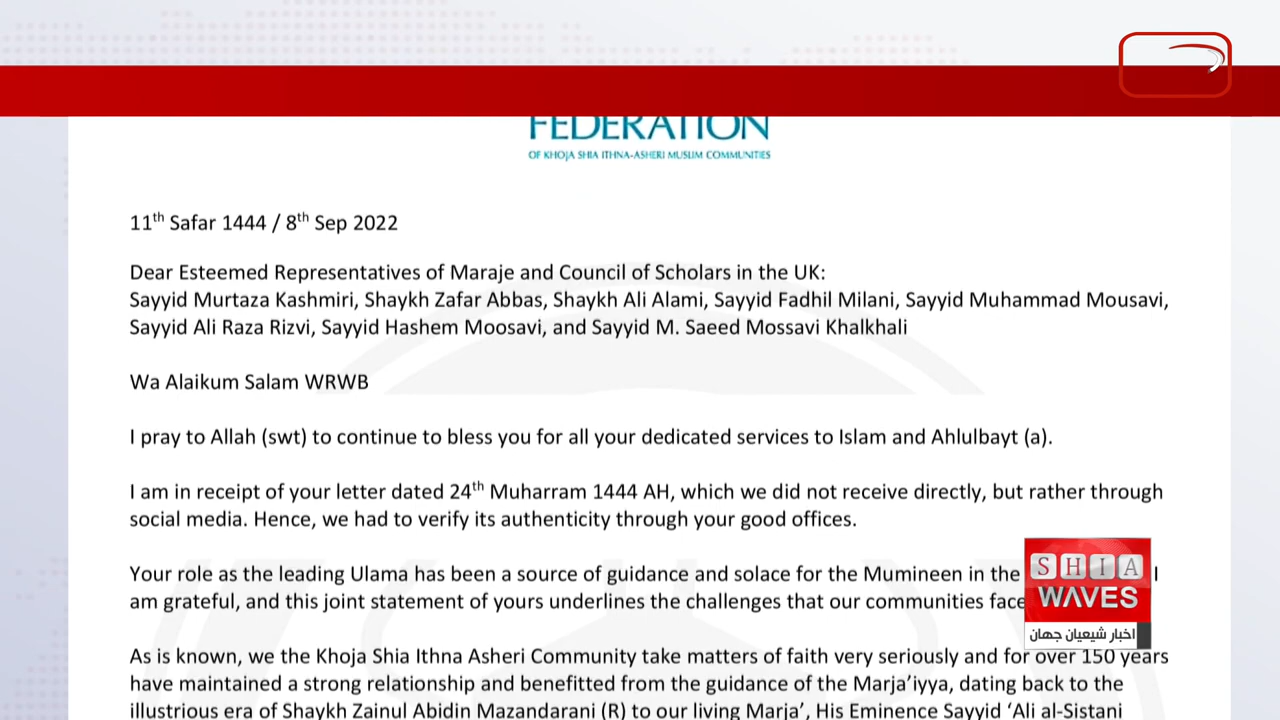 FEDERATION
OF KHOJA SHIA ITHNA-ASHERI MUSLIM COMMUNITIES
11th Safar 1444 / 8th Sep 2022
Dear Esteemed Representatives of Maraje and Council of Scholars in the UK:
Sayyid Murtaza Kashmiri, Shaykh Zafar Abbas, Shaykh Ali Alami, Sayyid Fadhil Milani, Sayyid Muhammad Mousavi,
Sayyid Ali Raza Rizvi, Sayyid Hashem Moosavi, and Sayyid M. Saeed Mossavi Khalkhali
Wa Alaikum Salam WRWB
I pray to Allah (swt) to continue to bless you for all your dedicated services to Islam and Ahlulbayt (a).
I am in receipt of your letter dated 24th Muharram 1444 AH, which we did not receive directly, but rather through
social media. Hence, we had to verify its authenticity through your good offices.
Your role as the leading Ulama has been a source of guidance and solace for the Mumineen in the I
am grateful, and this joint statement of yours underlines the challenges that our communities face
SHIA
WAVES
اخبار شیعیان جهان
As is known, we the Khoja Shia Ithna Asheri Community take matters of faith very seriously and for over 150 years
have maintained a strong relationship and benefitted from the guidance of the Marja’iyya, dating back to the
illustrious era of Shaykh Zainul Abidin Mazandarani (R) to our living Marja’, His Eminence Sayyid ‘Ali al-Sistani